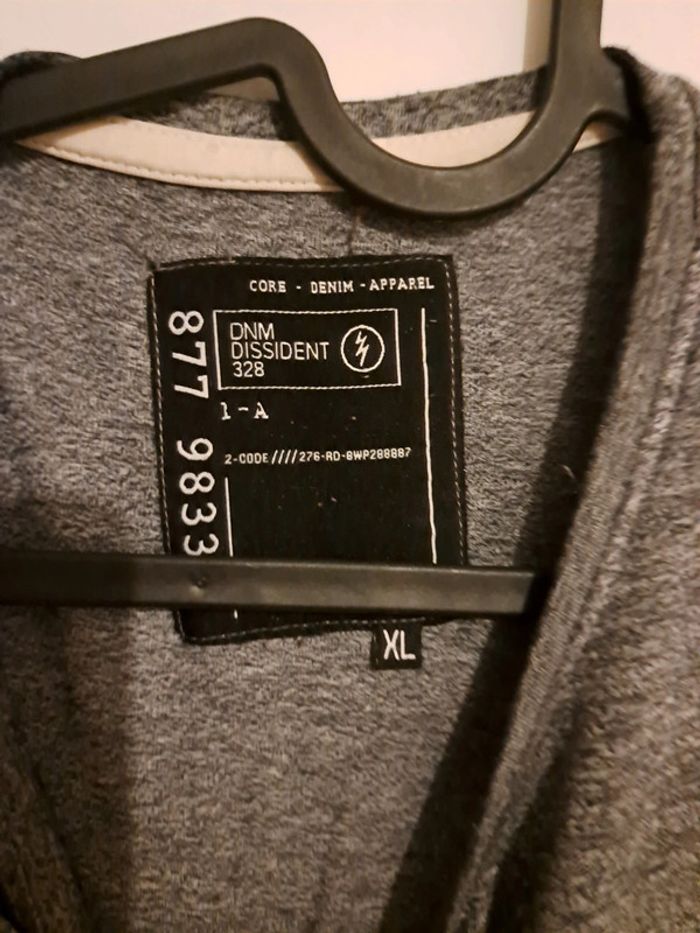 CORE - DENIM - APPAREL
DNM
DISSIDENT
328
1-A
2-CODE////276-RD-8WP288887
877 9833
XL